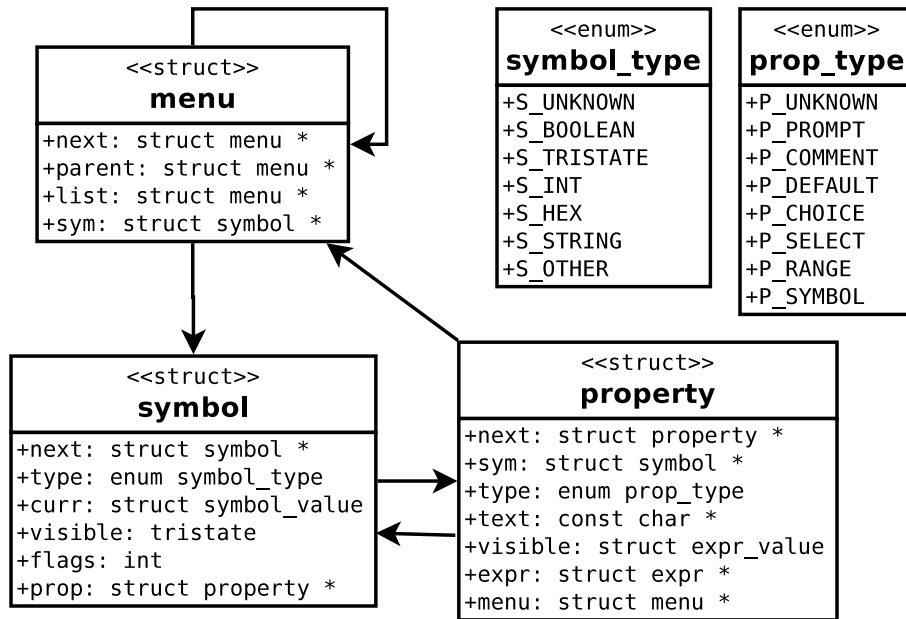 <<struct>>
menu
+next: struct menu *
+parent: struct menu *
+list: struct menu *
+sym: struct symbol *
<<enum>>
symbol_type
+S_UNKNOWN
+S_BOOLEAN
+S_TRISTATE
+S_INT
+S_HEX
+S_STRING
+S_OTHER
<<enum>>
prop_type
+P_UNKNOWN
+P_PROMPT
+P_COMMENT
+P_DEFAULT
+P_CHOICE
+P_SELECT
+P_RANGE
+P_SYMBOL
<<struct>>
symbol
+next: struct symbol *
+type: enum symbol_type
+curr: struct symbol_value
+visible: tristate
+flags: int
+prop: struct property *
<<struct>>
property
+next: struct property *
+sym: struct symbol *
+type: enum prop_type
+text: const char *
+visible: struct expr_value
+expr: struct expr *
+menu: struct menu *